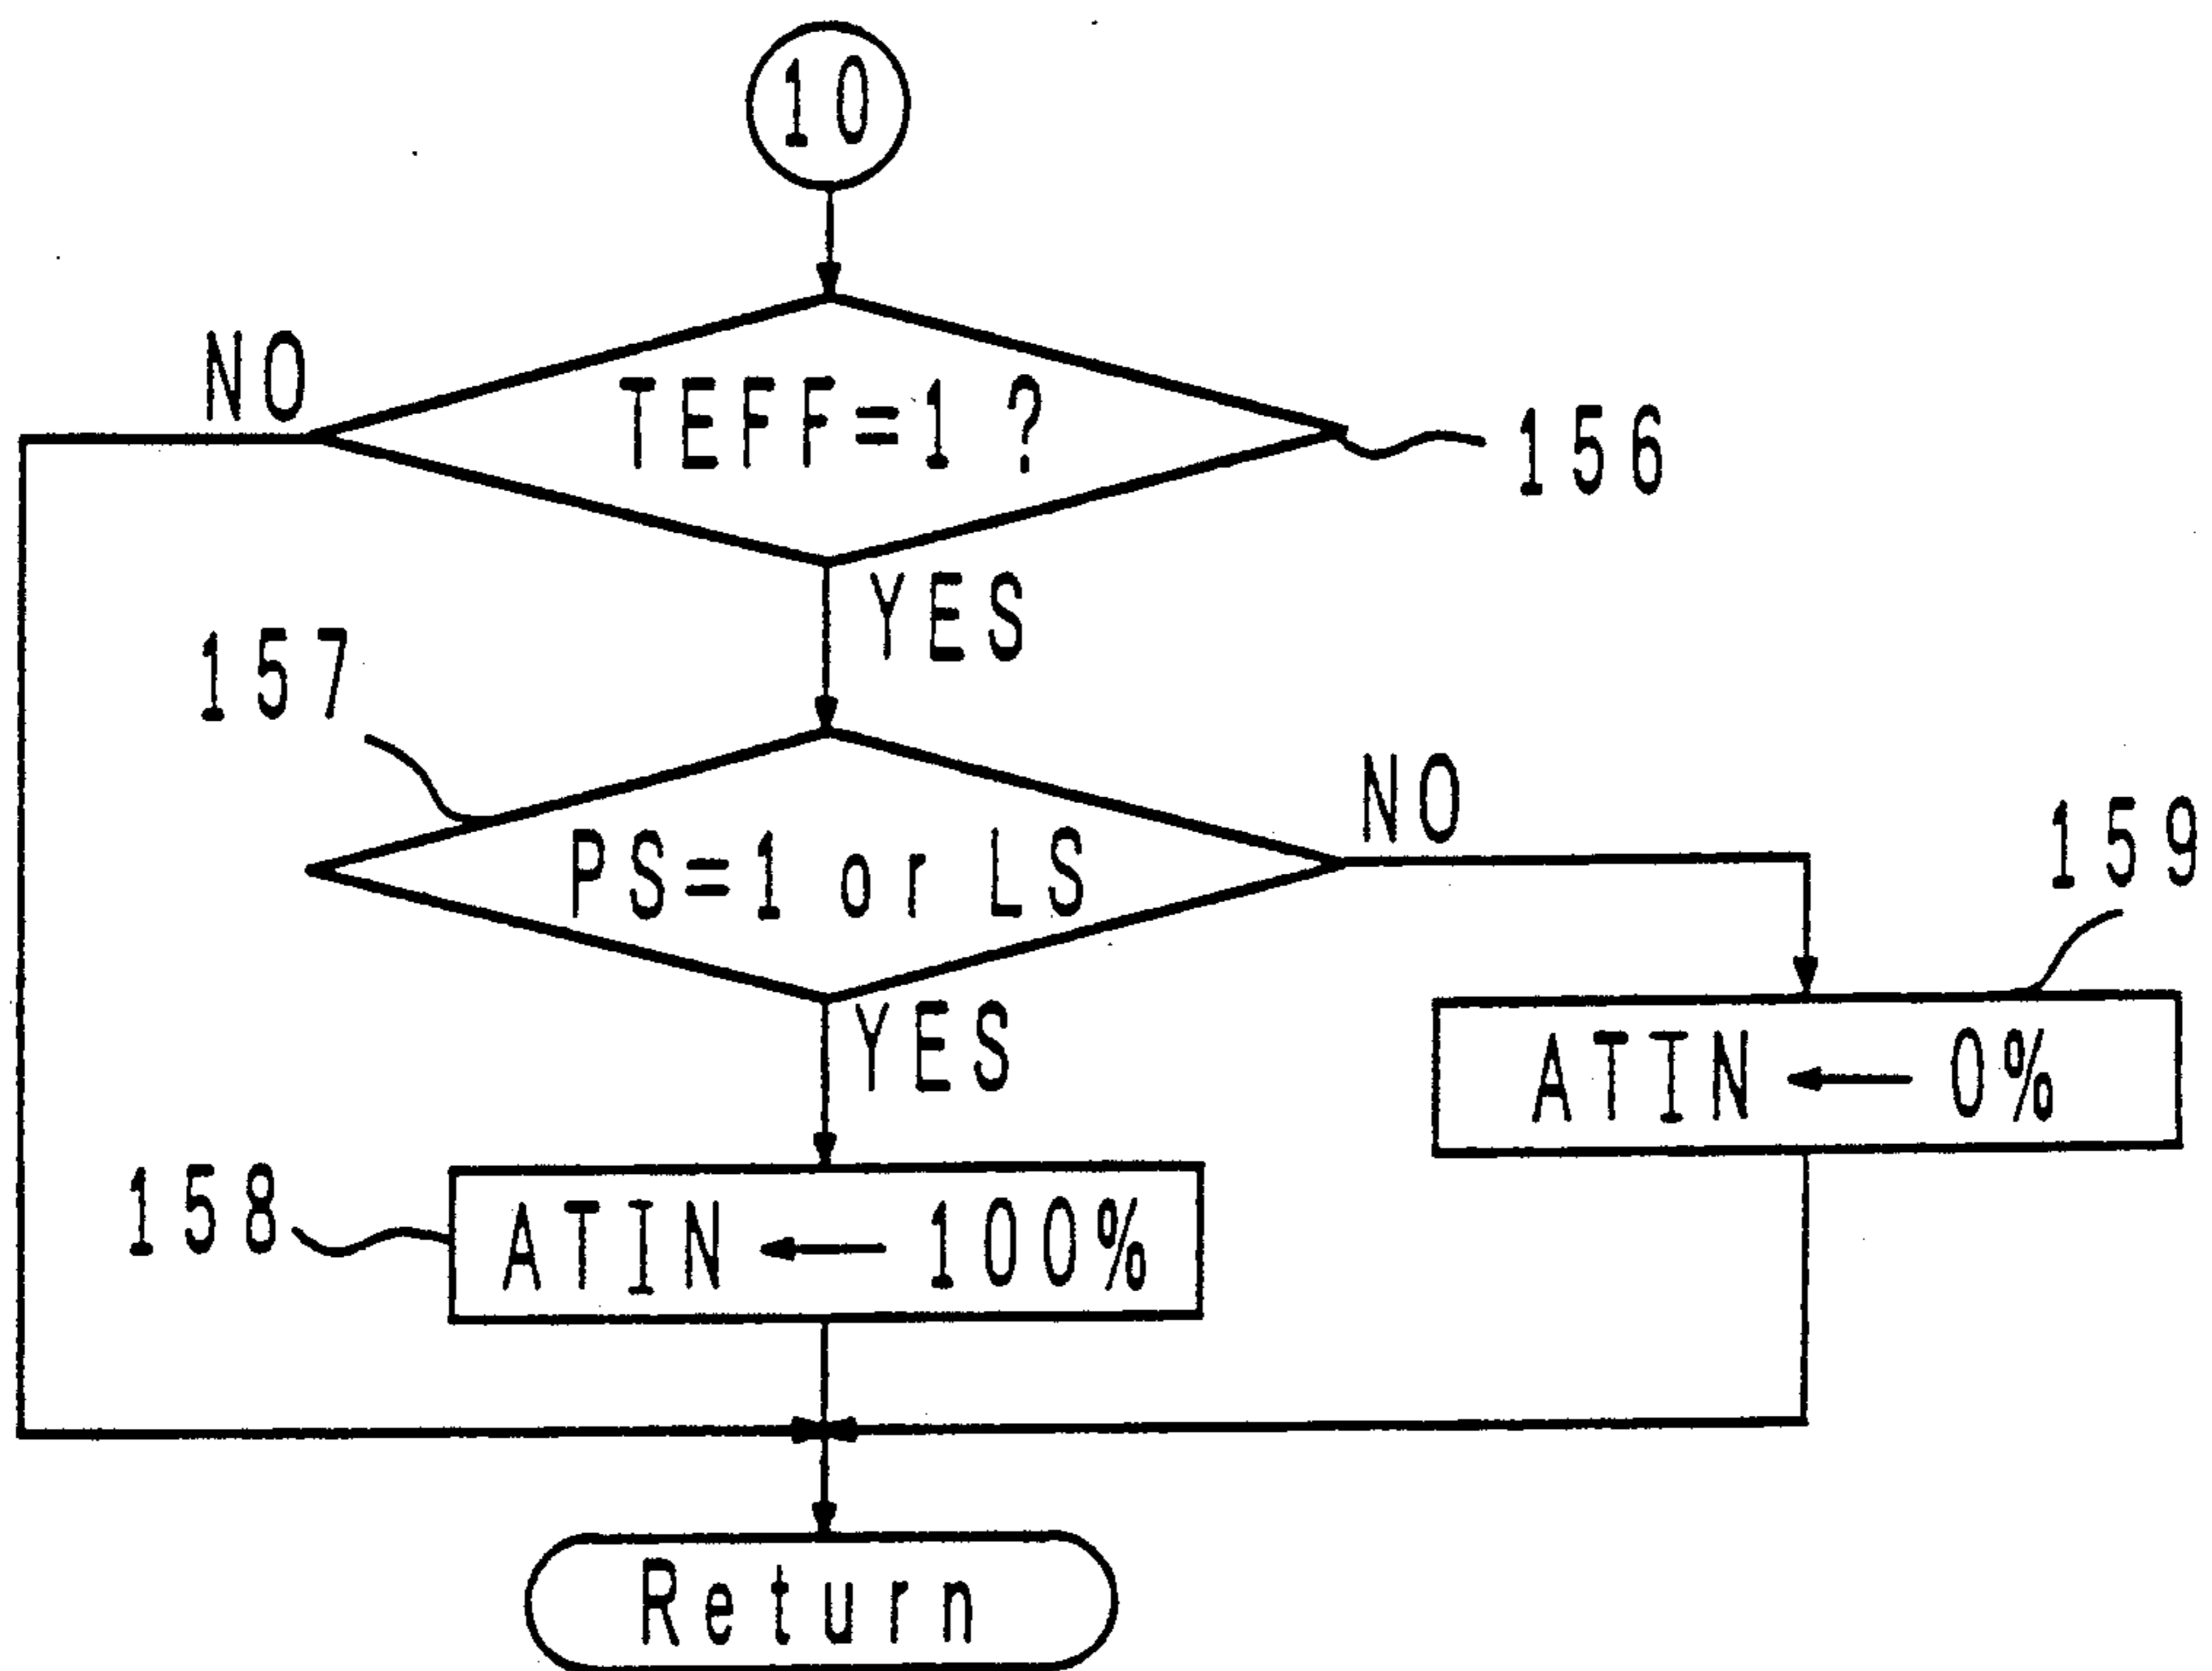 10
NO
TEFF=1?
156
YES
157
PS=1 or LS
NO
159
YES
ATIN ← 0%
158
ATIN ← 100%
Return